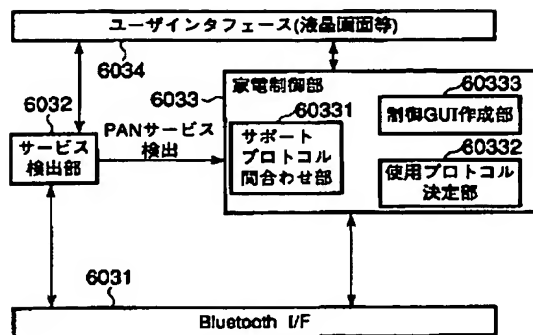 ユーザインタフェース(液晶画面等)
6034
6032
サービス
検出部
PANサービス
検出
6033
家電制御部
60331
サポート
プロトコル
問合わせ部
60333
制御GUI作成部
60332
使用プロトコル
決定部
6031
Bluetooth I/F